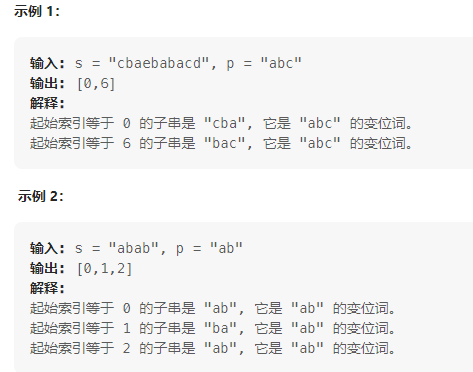 示例 1:
输入: s = "cbaebabacd", p = "abc"
输出: [0,6]
解释:
起始索引等于 0 的子串是 "cba", 它是 "abc" 的变位词。
起始索引等于 6 的子串是 "bac", 它是 "abc" 的变位词。
示例 2:
输入: s = "abab", p = "ab"
输出: [0,1,2]
解释:
起始索引等于 0 的子串是 "ab", 它是 "ab" 的变位词。
起始索引等于 1 的子串是 "ba", 它是 "ab" 的变位词。
起始索引等于 2 的子串是 "ab", 它是 "ab" 的变位词。